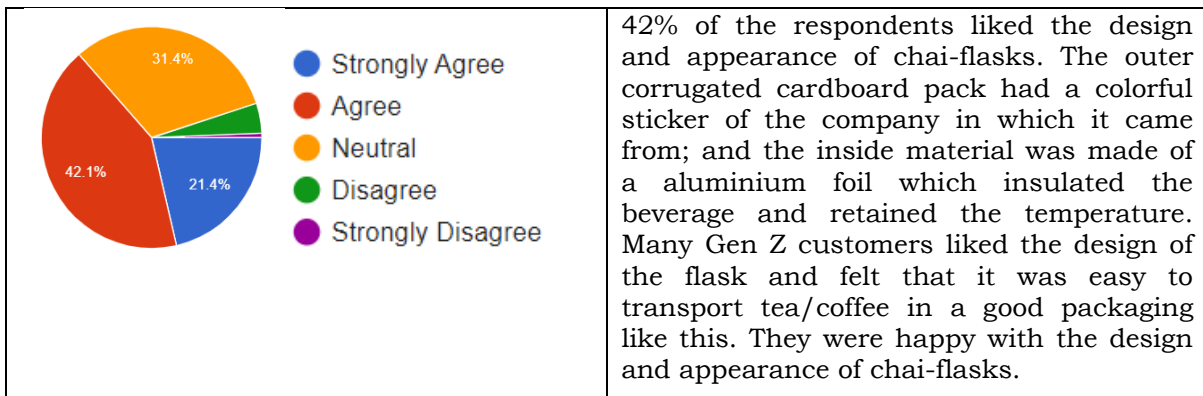 31.4%
42.1%
21.4%
Strongly Agree
Agree
Neutral
Disagree
Strongly Disagree
42% of the respondents liked the design
and appearance of chai-flasks. The outer
corrugated cardboard pack had a colorful
sticker of the company in which it came
from; and the inside material was made of
a aluminium foil which insulated the
beverage and retained the temperature.
Many Gen Z customers liked the design of
the flask and felt that it was easy to
transport tea/coffee in a good packaging
like this. They were happy with the design
and appearance of chai-flasks.